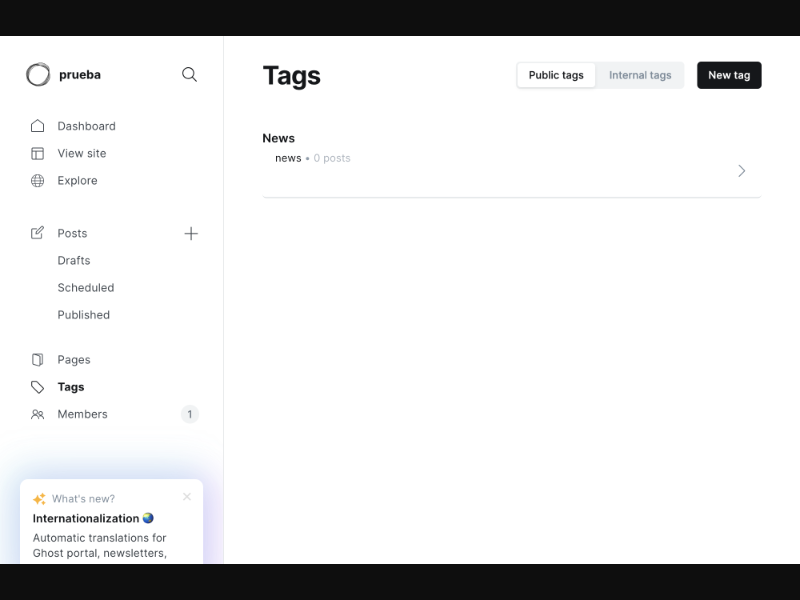 prueba
Dashboard
View site
Explore
Posts
Drafts
Scheduled
Published
Pages
Tags
Members 1
What's new?
Internationalization
Automatic translations for
Ghost portal, newsletters,
Tags
Public tags Internal tags New tag
News
news • 0 posts